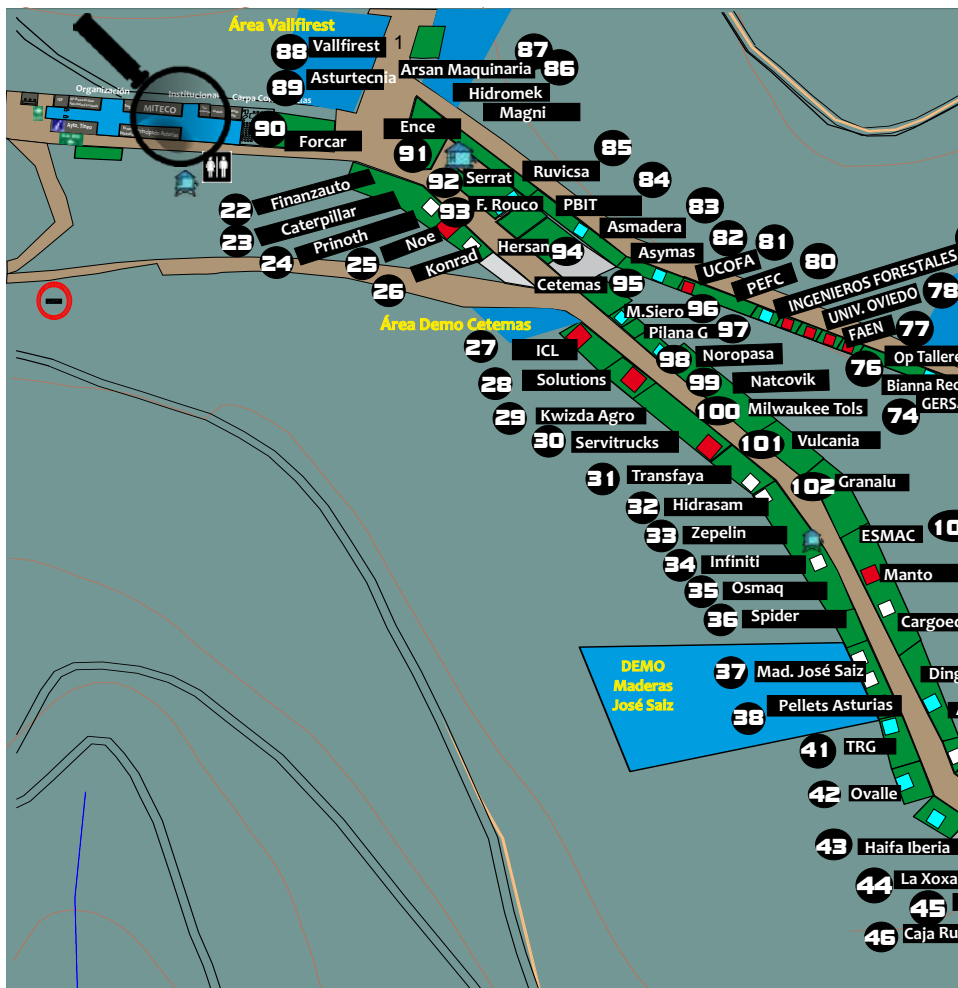 Área Vallfirest
88 Vallfirest
1
87
89 Asturtecnia
Arsan Maquinaria
86
Hidromek
Magni
Organización
Institucional
MITECO
90
Forcar
Ence
91
85
Ruvicsa
92 Serrat
84
93 F. Rouco
PBIT
83
Asmadera
22 Finanzauto
23 Caterpillar
24 Prinoth
25 Noe
26 Konrad
Hersan 94
Asymas
82
UCOFA
81
PEFC
80
INGENIEROS FORESTALES
UNIV. OVIEDO
78
FAEN
77
Cetemas 95
M.Siero 96
Pilana G 97
Área Demo Cetemas
27 ICL
98 Noropasa
76 Op Tallere
28 Solutions
99 Natcovik
Bianna Rec
GERS.
74
29 Kwizda Agro
100 Milwaukee Tols
30 Servitrucks
101 Vulcania
31 Transfaya
102 Granalu
32 Hidrasam
33 Zepelin
ESMAC 10
34 Infiniti
Manto
35 Osmaq
36 Spider
Cargoed
DEMO
Maderas
José Saiz
37 Mad. José Saiz
Ding
38 Pellets Asturias
41 TRG
42 Ovalle
43 Haifa Iberia
44 La Xoxa
45
46 Caja Ru